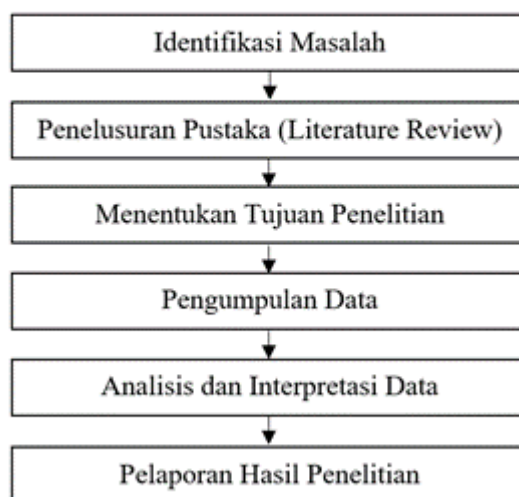 Identifikasi Masalah
Penelusuran Pustaka (Literature Review)
Menentukan Tujuan Penelitian
Pengumpulan Data
Analisis dan Interpretasi Data
Pelaporan Hasil Penelitian